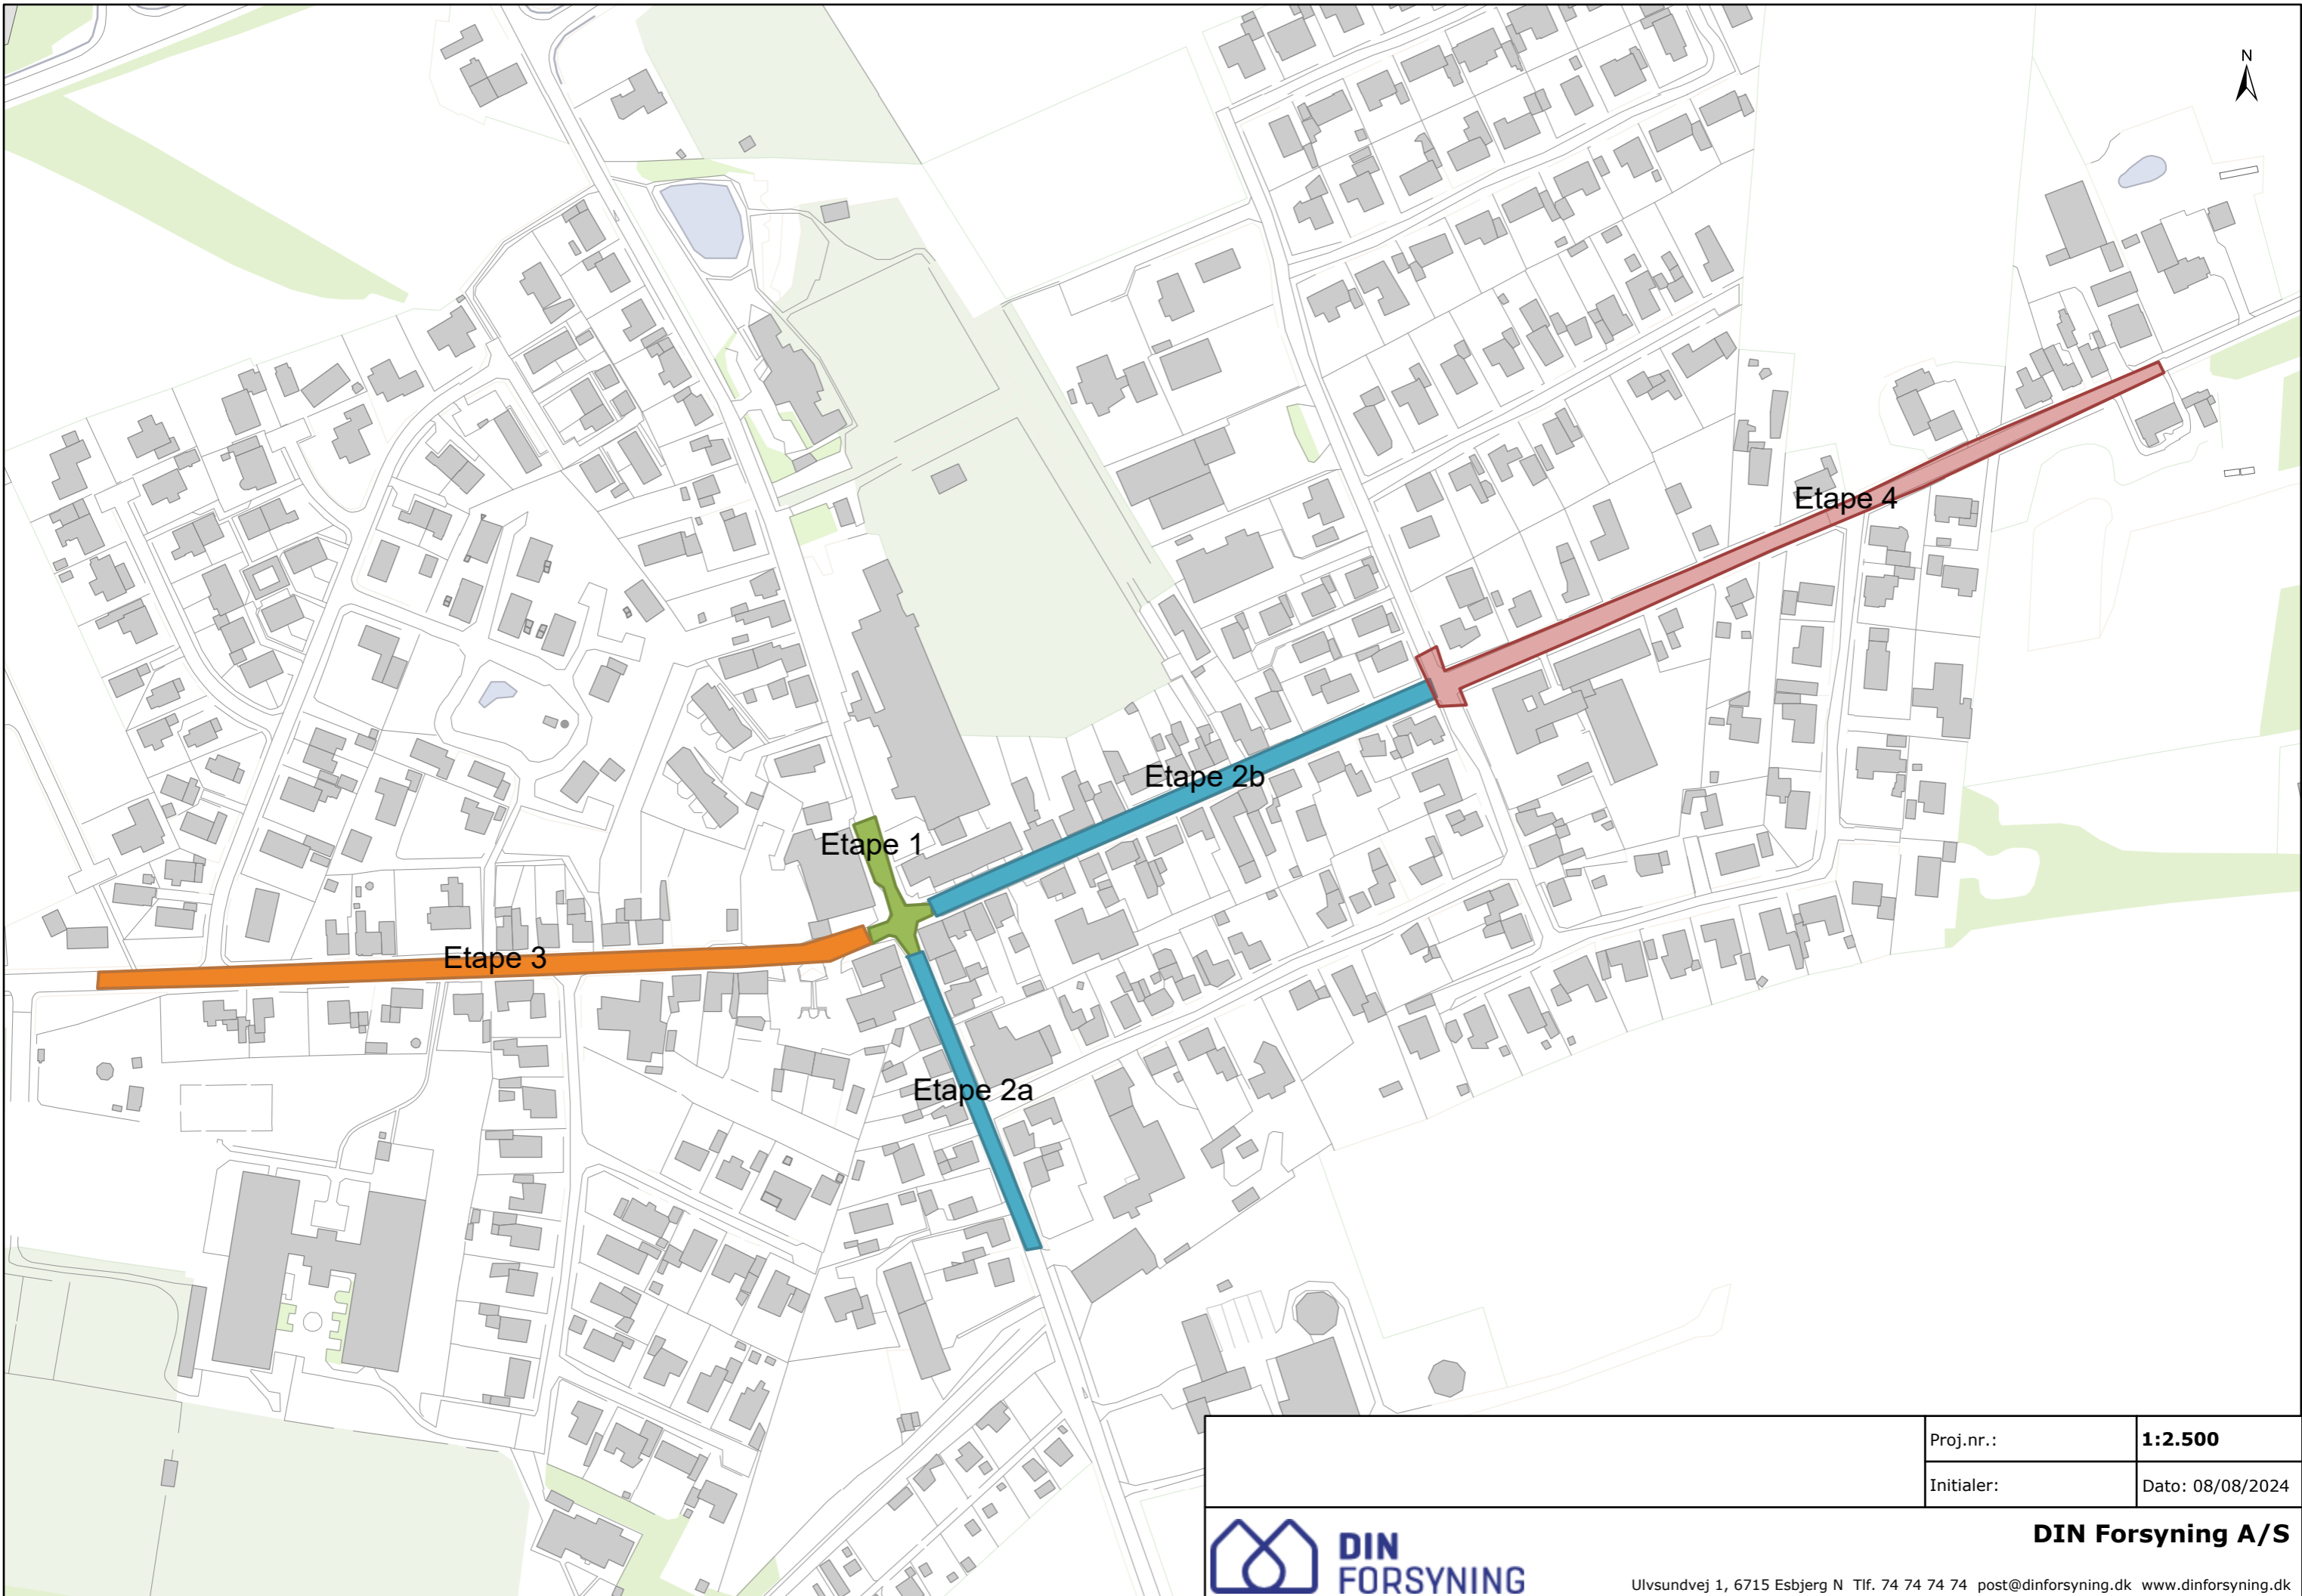 N
Etape 4
Etape 2b
Etape 1
Etape 3
Etape 2a
Proj.nr.:
1:2.500
Initialer:
Dato: 08/08/2024
DIN Forsyning A/S
DIN
FORSYNING
Ulvsundvej 1, 6715 Esbjerg N Tlf. 74 74 74 74 post@dinforsyning.dk www.dinforsyning.dk